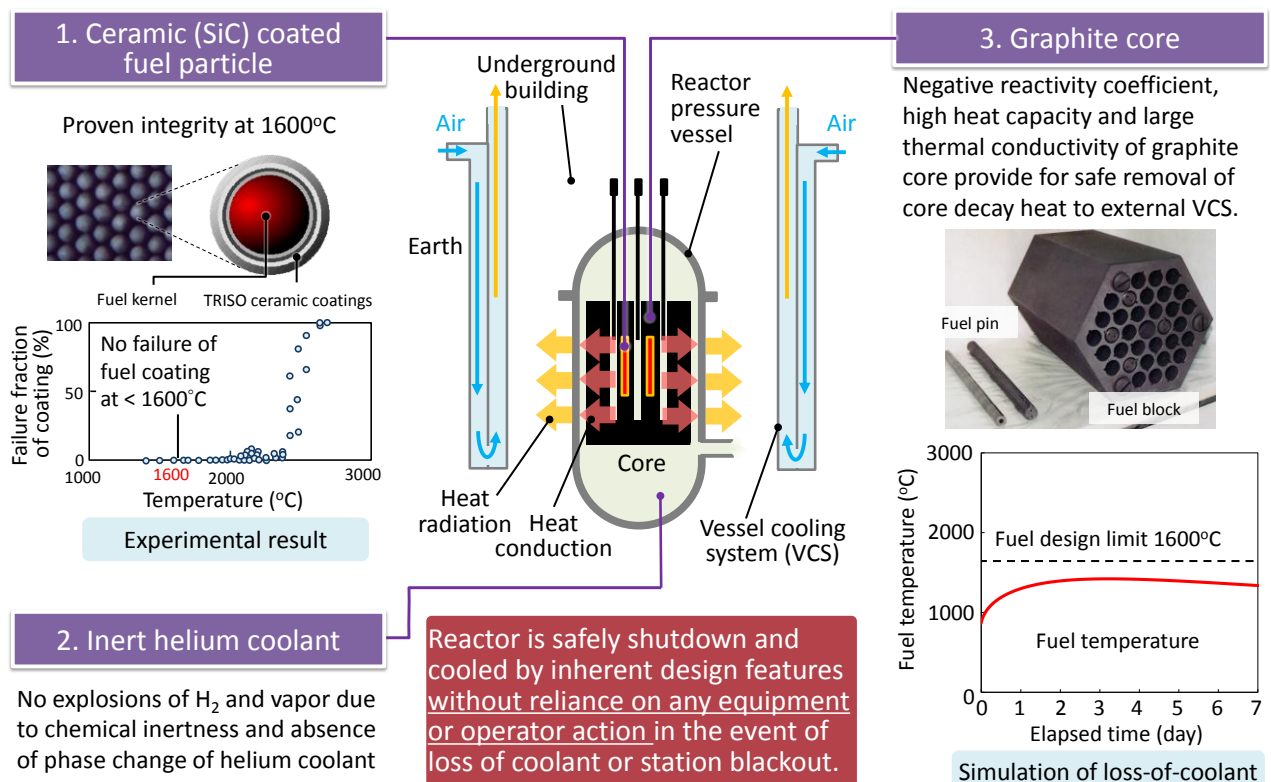 1. Ceramic (SiC) coated
fuel particle
Proven integrity at 1600°C
Fuel kernel
TRISO ceramic coatings
Failure fraction
of coating (%)
100
50
0
No failure of
fuel coating
at < 1600°C
1000
1600
2000
3000
Temperature (°C)
Experimental result
2. Inert helium coolant
No explosions of H₂ and vapor due
to chemical inertness and absence
of phase change of helium coolant
Underground
building
Reactor
pressure
vessel
Air
Air
Earth
Core
Heat
radiation
Heat
conduction
Vessel cooling
system (VCS)
Reactor is safely shutdown and
cooled by inherent design features
without reliance on any equipment
or operator action in the event of
loss of coolant or station blackout.
3. Graphite core
Negative reactivity coefficient,
high heat capacity and large
thermal conductivity of graphite
core provide for safe removal of
core decay heat to external VCS.
Fuel pin
Fuel block
Fuel temperature (°C)
3000
2000
1000
0
Fuel design limit 1600°C
Fuel temperature
0 1 2 3 4 5 6 7
Elapsed time (day)
Simulation of loss-of-coolant